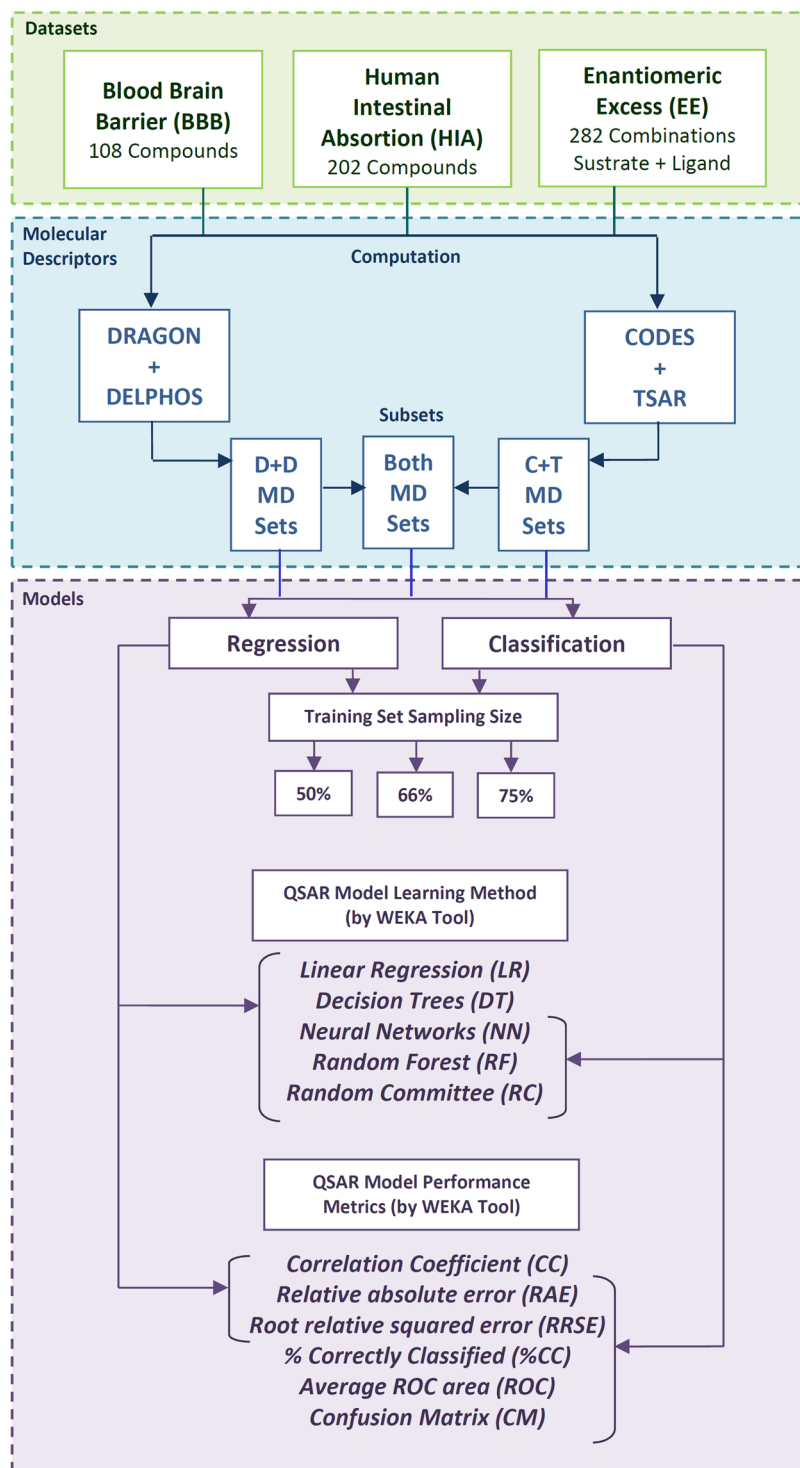 Datasets
Blood Brain
Barrier (BBB)
108 Compounds
Human
Intestinal
Absortion (HIA)
202 Compounds
Enantiomeric
Excess (EE)
282 Combinations
Sustrate + Ligand
Molecular
Descriptors
Computation
DRAGON
+
DELPHOS
CODES
+
TSAR
Subsets
D+D
MD
Sets
Both
MD
Sets
C+T
MD
Sets
Models
Regression
Classification
Training Set Sampling Size
50%
66%
75%
QSAR Model Learning Method
(by WEKA Tool)
Linear Regression (LR)
Decision Trees (DT)
Neural Networks (NN)
Random Forest (RF)
Random Committee (RC)
QSAR Model Performance
Metrics (by WEKA Tool)
Correlation Coefficient (CC)
Relative absolute error (RAE)
Root relative squared error (RRSE)
% Correctly Classified (%CC)
Average ROC area (ROC)
Confusion Matrix (CM)